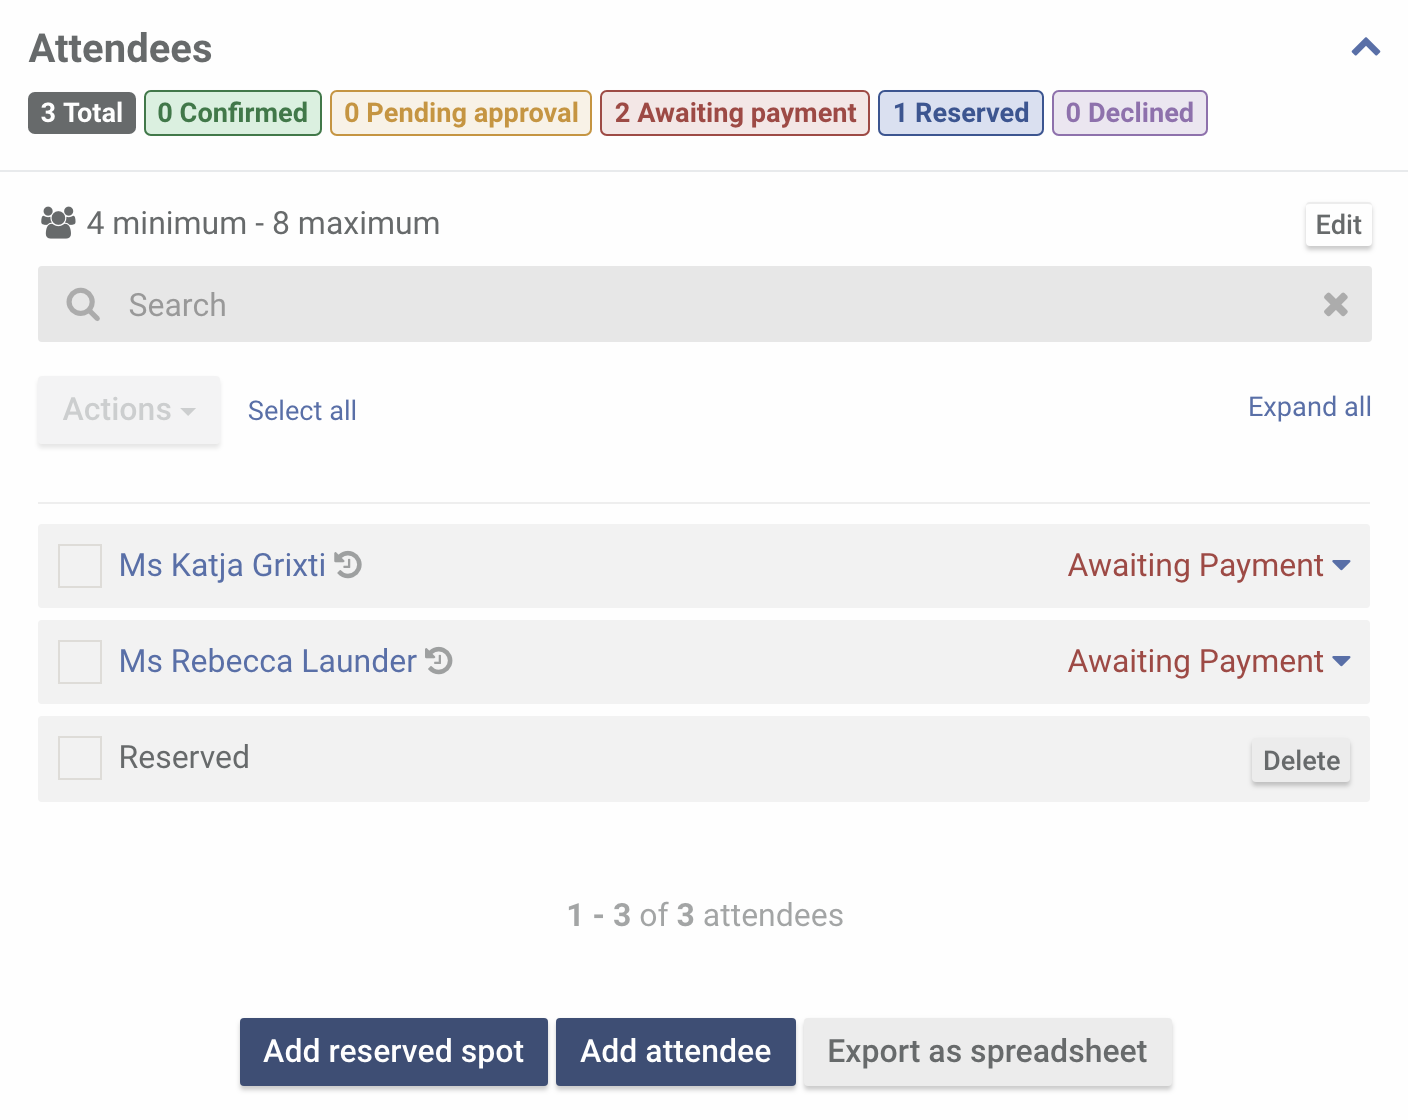 Attendees
3 Total 0 Confirmed 0 Pending approval 2 Awaiting payment 1 Reserved 0 Declined
4 minimum - 8 maximum Edit
Search
Actions Select all Expand all
Ms Katja Grixti Awaiting Payment
Ms Rebecca Launder Awaiting Payment
Reserved Delete
1 - 3 of 3 attendees
Add reserved spot Add attendee Export as spreadsheet